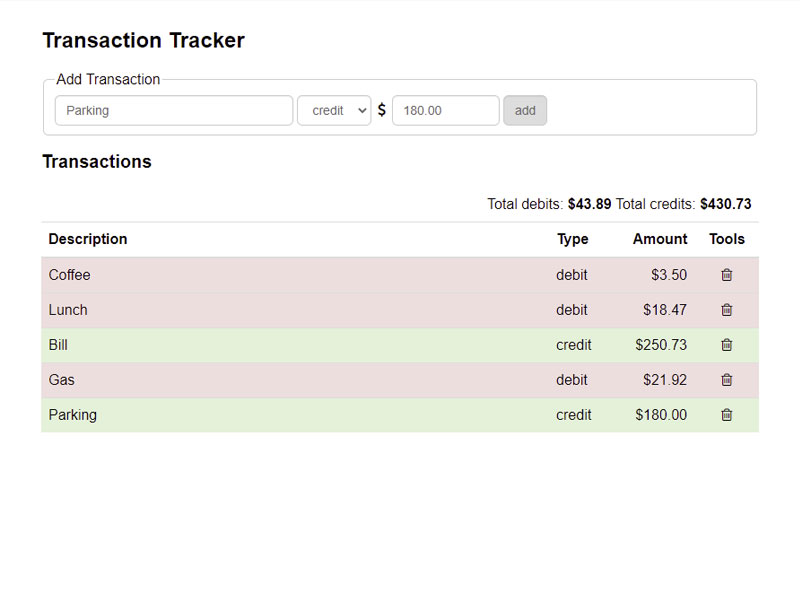 Transaction Tracker
Add Transaction
Parking credit $ 180.00 add
Transactions
Total debits: $43.89 Total credits: $430.73
Description Type Amount Tools
Coffee debit $3.50
Lunch debit $18.47
Bill credit $250.73
Gas debit $21.92
Parking credit $180.00